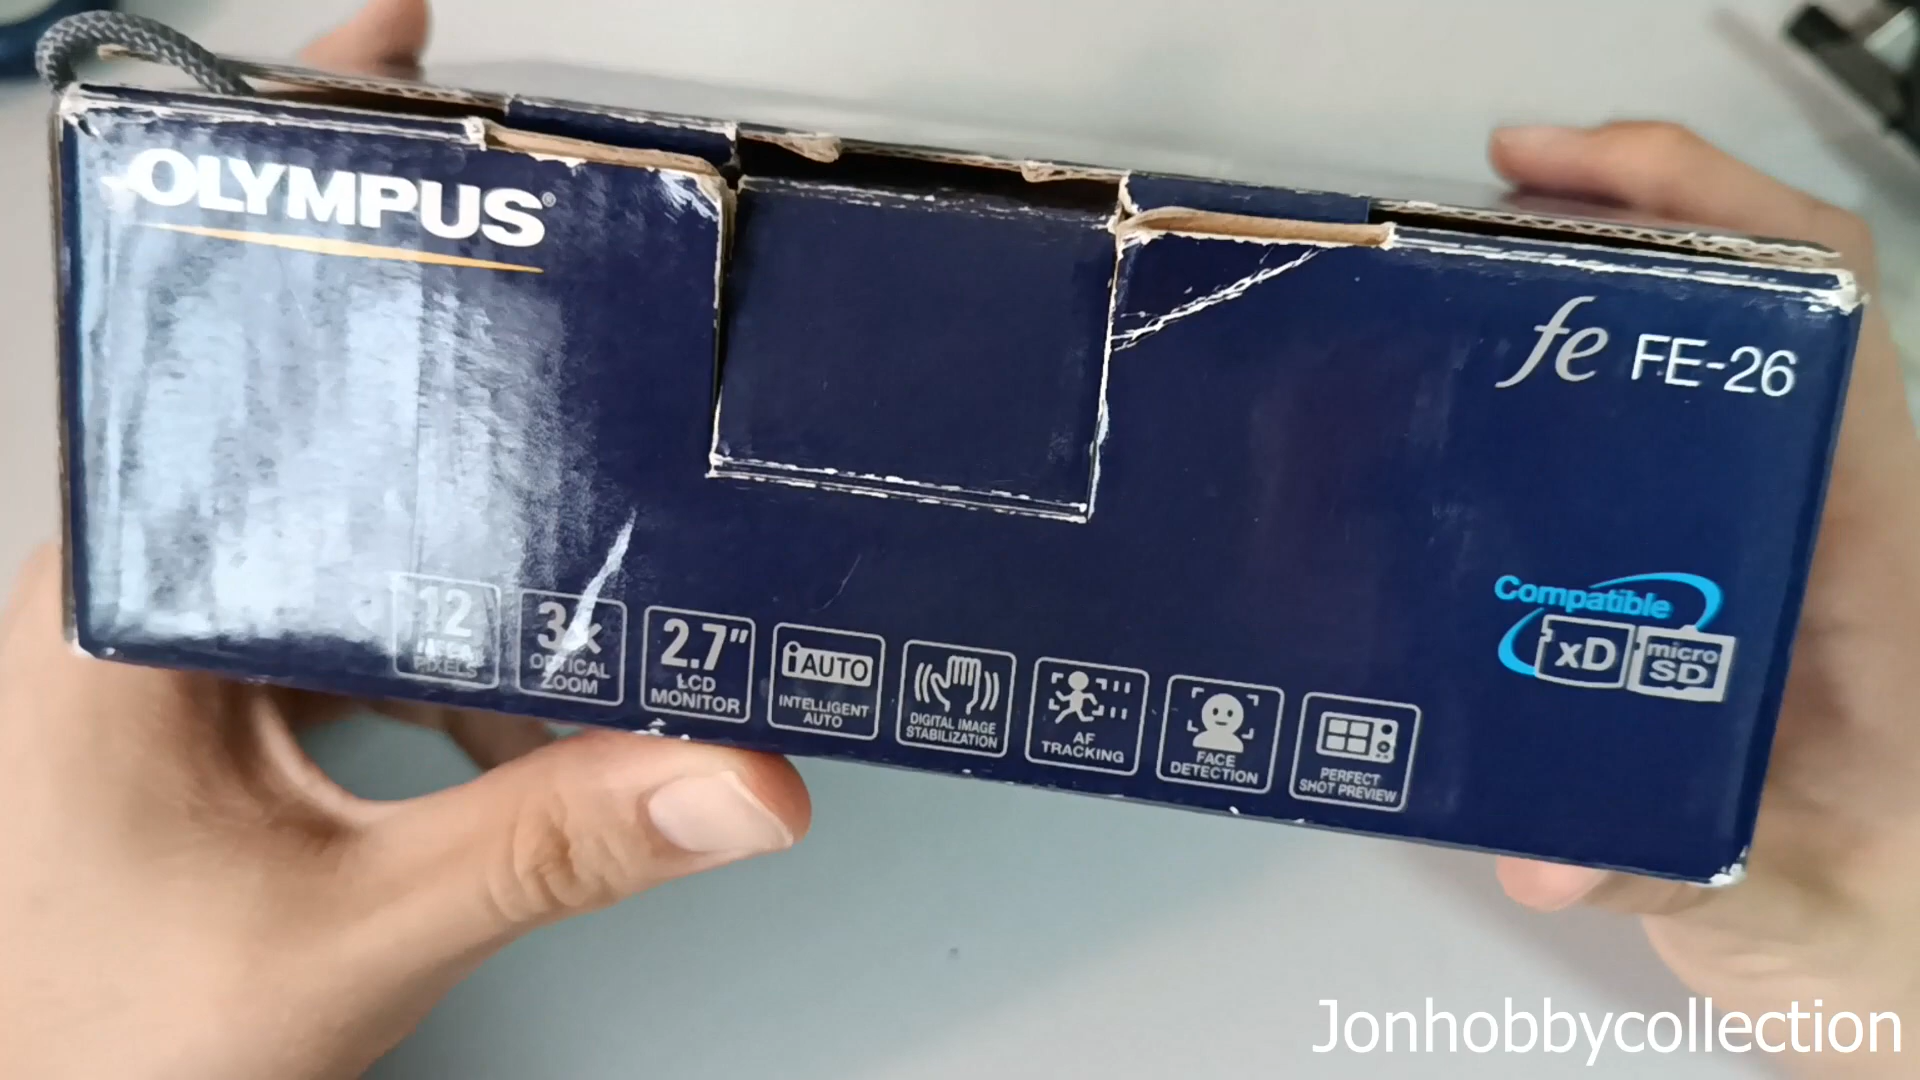 OLYMPUS®
fe FE-26
Compatible
xD
micro
SD
12
MEGA
PIXELS
3x
OPTICAL
ZOOM
2.7"
LCD
MONITOR
iAUTO
INTELLIGENT
AUTO
DIGITAL IMAGE
STABILIZATION
AF
TRACKING
FACE
DETECTION
PERFECT
SHOT PREVIEW
Jonhobbycollection